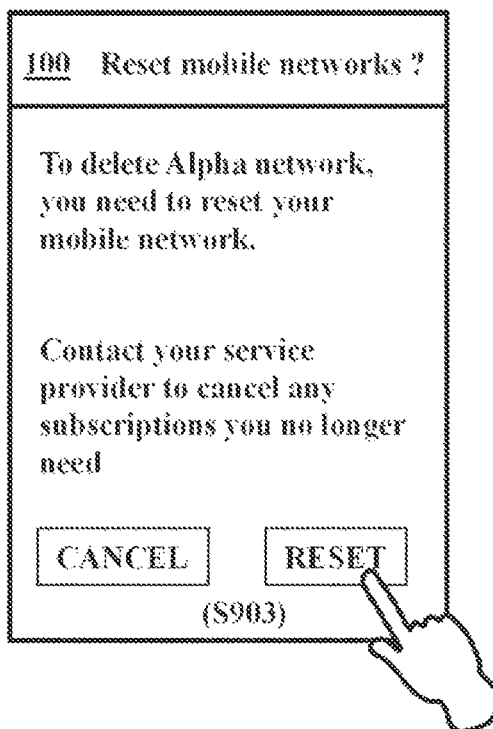 100 Reset mobile networks ?
To delete Alpha network,
you need to reset your
mobile network.
Contact your service
provider to cancel any
subscriptions you no longer
need
CANCEL RESET
(S903)